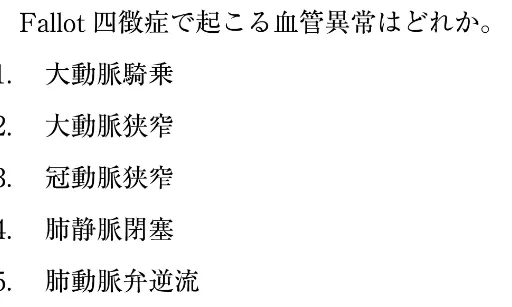 Fallot 四徴症で起こる血管異常はどれか。
1. 大動脈騎乗
2. 大動脈狭窄
3. 冠動脈狭窄
4. 肺静脈閉塞
5. 肺動脈弁逆流